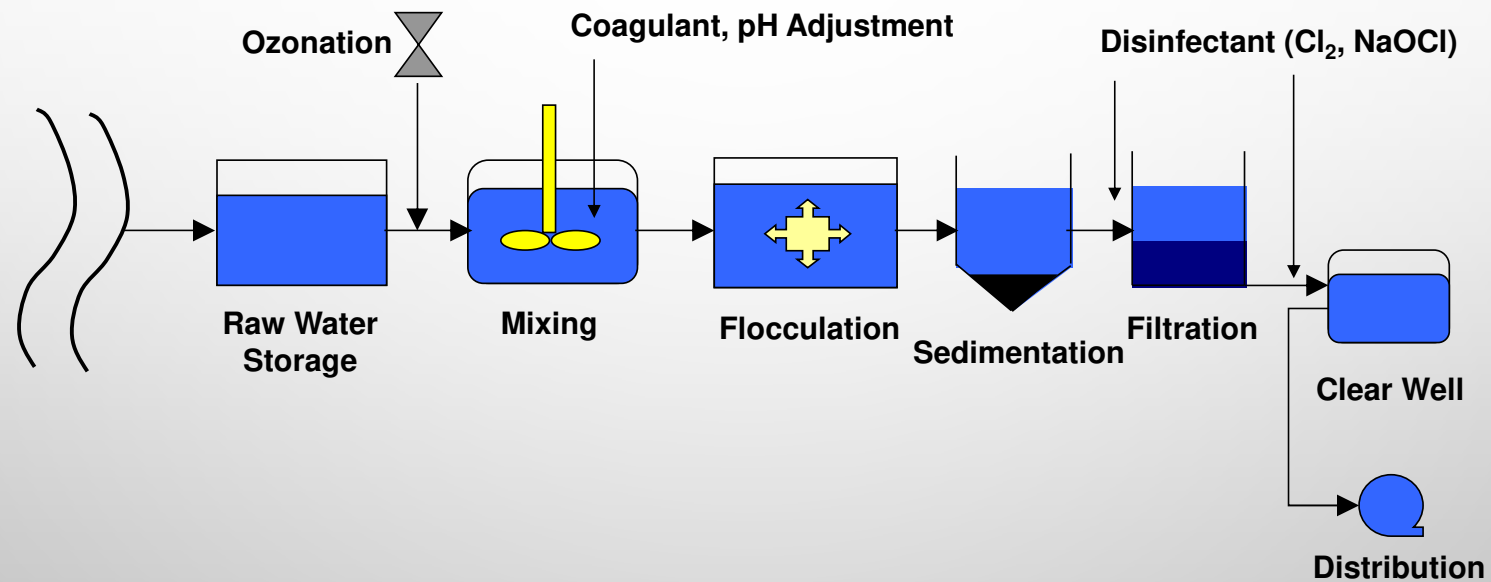 Ozonation
Coagulant, pH Adjustment
Disinfectant (Cl₂, NaOCl)
Raw Water
Storage
Mixing
Flocculation
Sedimentation
Filtration
Clear Well
Distribution